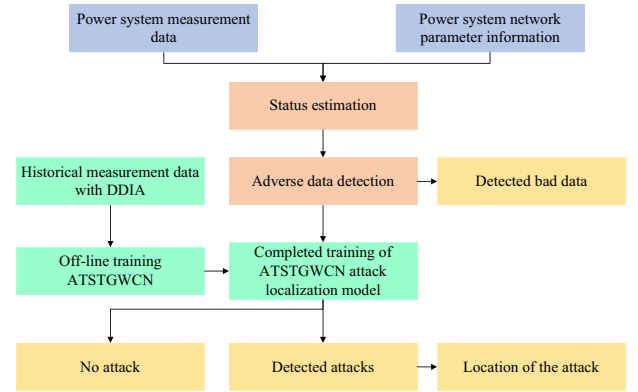 Power system measurement
data
Power system network
parameter information
Status estimation
Historical measurement data
with DDIA
Adverse data detection
Detected bad data
Off-line training
ATSTGWCN
Completed training of
ATSTGWCN attack
localization model
No attack
Detected attacks
Location of the attack